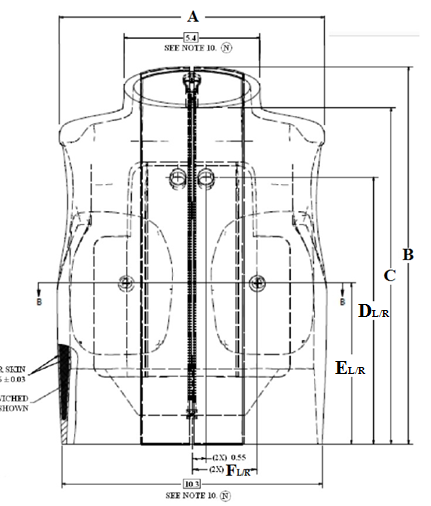 A
5.4
SEE NOTE 10. N
B
C
DL/R
B
B
EL/R
R SKIN
± 0.03
WICHED
SHOWN
(2X) 0.55
(2X) FL/R
10.3
SEE NOTE 10. N